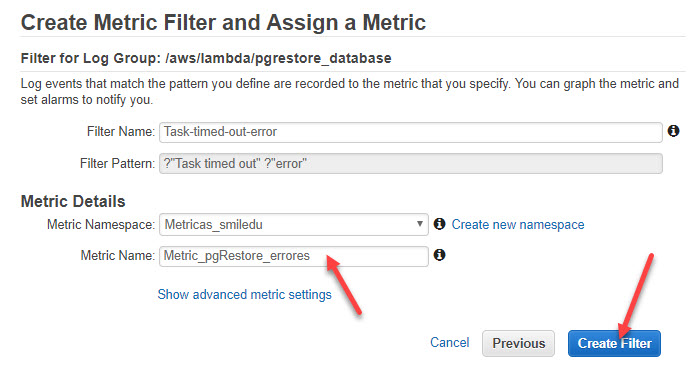 Create Metric Filter and Assign a Metric
Filter for Log Group: /aws/lambda/pgrestore_database
Log events that match the pattern you define are recorded to the metric that you specify. You can graph the metric and
set alarms to notify you.
Filter Name: Task-timed-out-error
Filter Pattern: ?"Task timed out" ?"error"
Metric Details
Metric Namespace: Metricas_smiledu Create new namespace
Metric Name: Metric_pgRestore_errores
Show advanced metric settings
Cancel Previous Create Filter